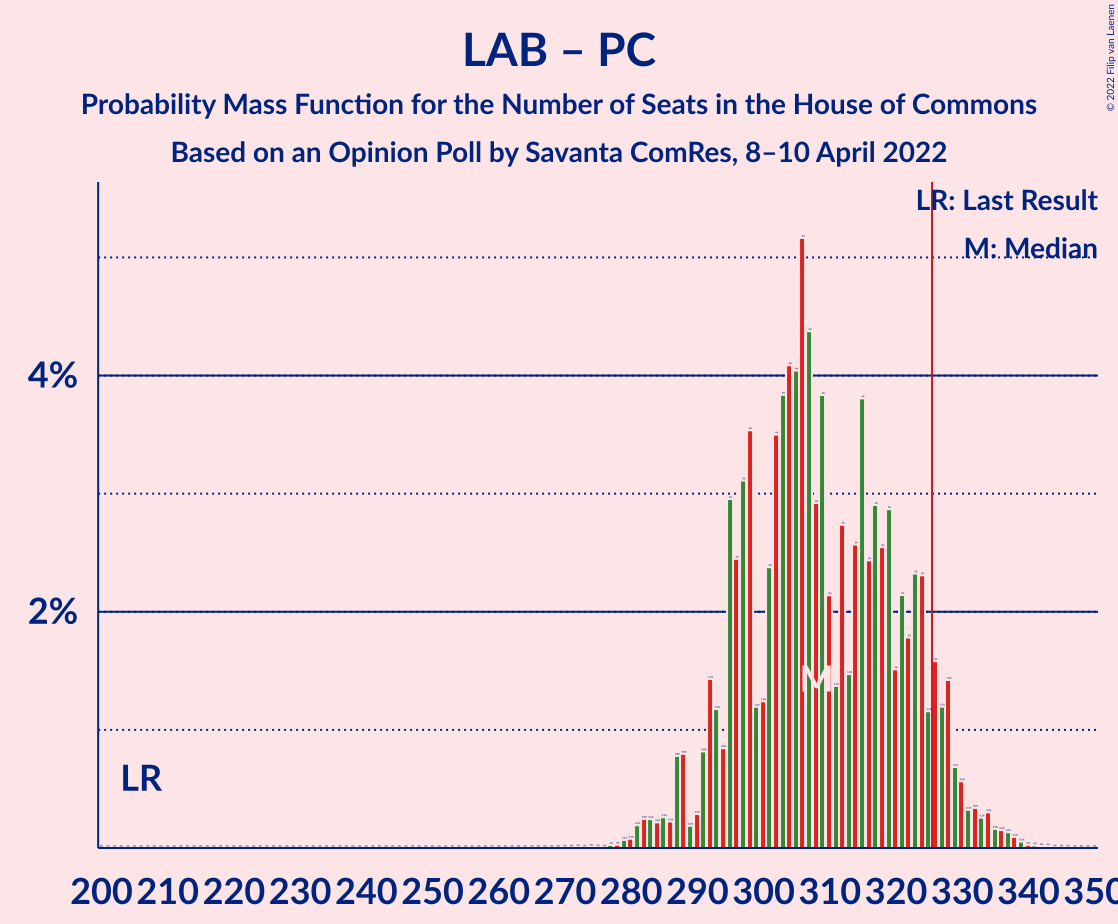 LAB – PC
Probability Mass Function for the Number of Seats in the House of Commons
Based on an Opinion Poll by Savanta ComRes, 8–10 April 2022
© 2022 Filip van Laenen
LR: Last Result
M: Median
4%
2%
M
LR
200 210 220 230 240 250 260 270 280 290 300 310 320 330 340 350